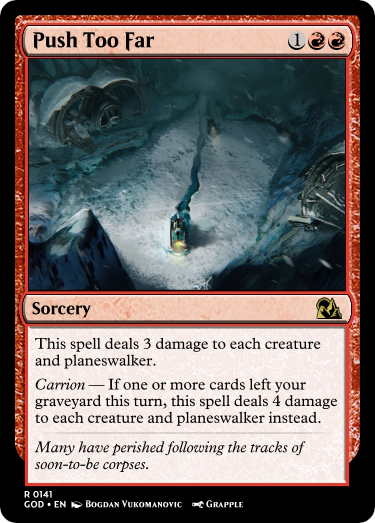 Push Too Far 1
Sorcery
This spell deals 3 damage to each creature
and planeswalker.
Carrion — If one or more cards left your
graveyard this turn, this spell deals 4 damage
to each creature and planeswalker instead.
Many have perished following the tracks of
soon-to-be corpses.
R 0141
GOD • EN Bogdan Vukomanovic Grapple